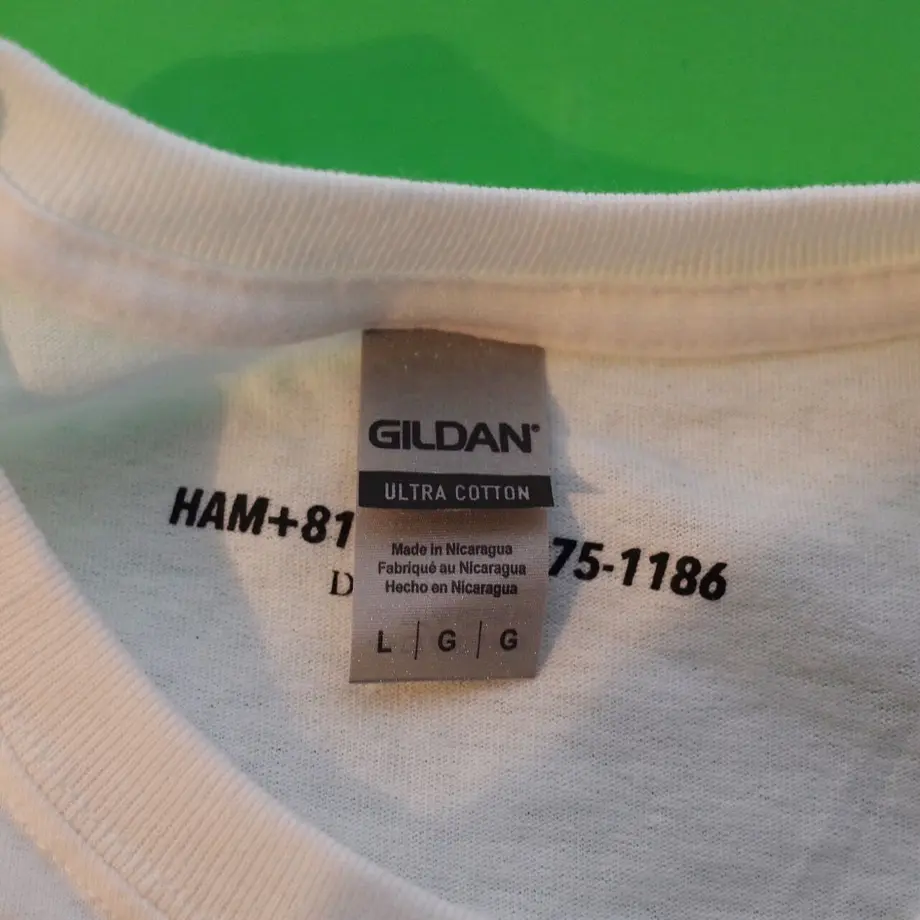 GILDAN®
ULTRA COTTON
HAM+81
75-1186
D
Made in Nicaragua
Fabriqué au Nicaragua
Hecho en Nicaragua
L | G | G